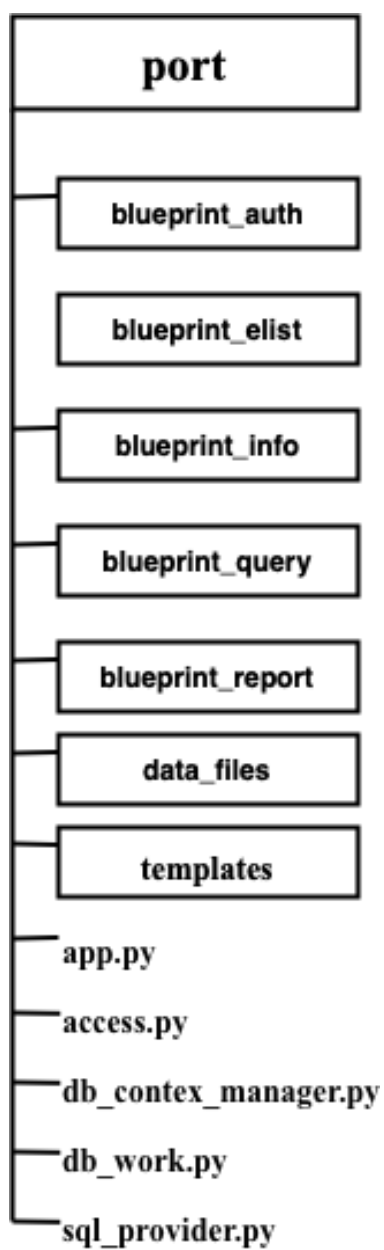 port
blueprint_auth
blueprint_elist
blueprint_info
blueprint_query
blueprint_report
data_files
templates
app.py
access.py
db_contex_manager.py
db_work.py
sql_provider.py